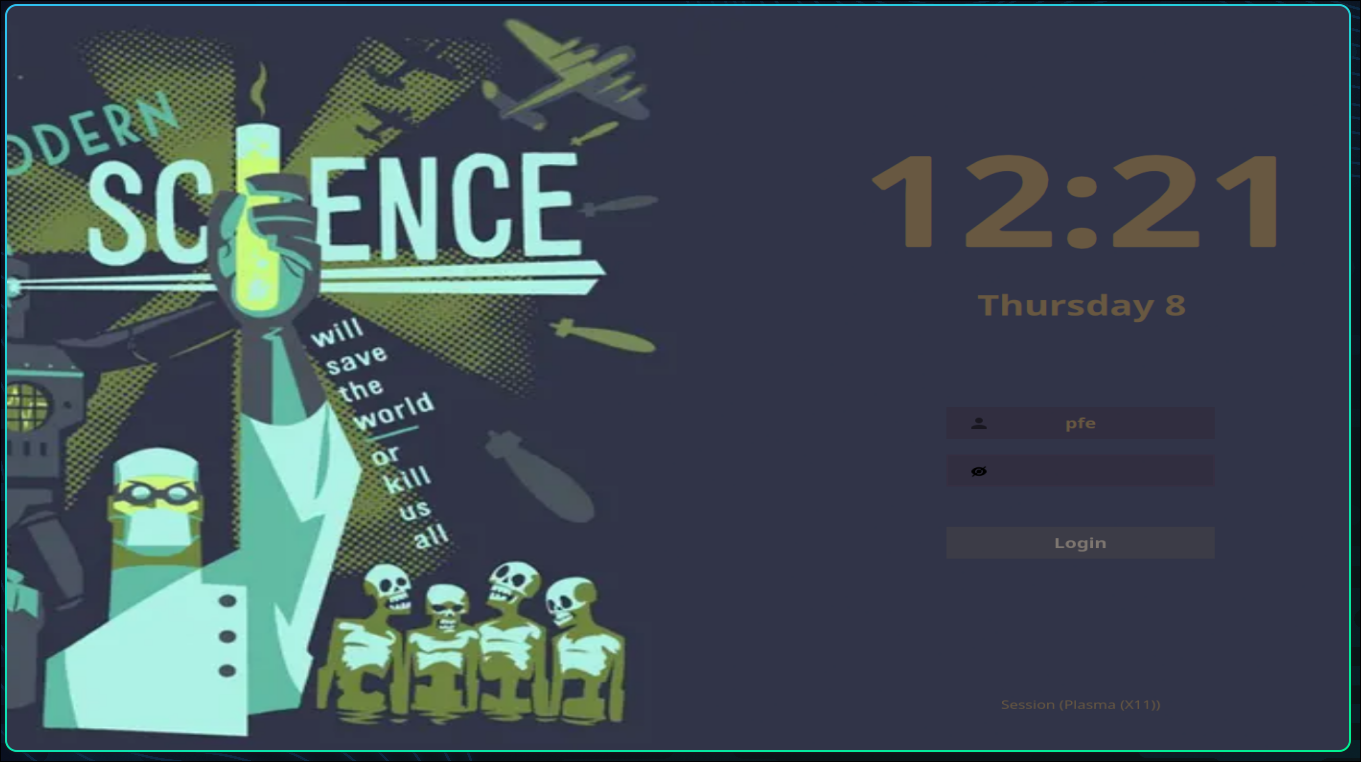 ODERN
SCIENCE
will
save
the
world
or
kill
us
all
12:21
Thursday 8
pfe
Login
Session (Plasma (X11))